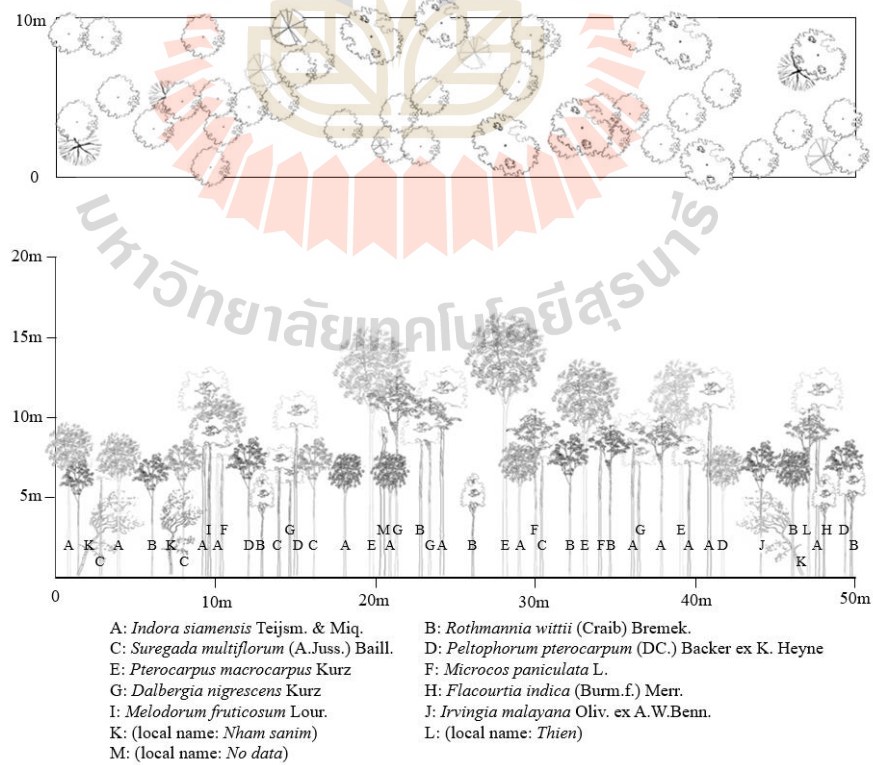 10m
0
มหาวิทยาลัยเทคโนโลยีสุรนารี
20m
15m
10m
5m
I F G M G B F G E B L H D
A K A B K A A D B C D C A E A G A B E A C B E F B A A A A D J A B
C C K
0 10m 20m 30m 40m 50m
A: Indora siamensis Teijsm. & Miq. B: Rothmannia wittii (Craib) Bremek.
C: Suregada multiflorum (A.Juss.) Baill. D: Peltophorum pterocarpum (DC.) Backer ex K. Heyne
E: Pterocarpus macrocarpus Kurz F: Microcos paniculata L.
G: Dalbergia nigrescens Kurz H: Flacourtia indica (Burm.f.) Merr.
I: Melodorum fruticosum Lour. J: Irvingia malayana Oliv. ex A.W.Benn.
K: (local name: Nham sanim) L: (local name: Thien)
M: (local name: No data)